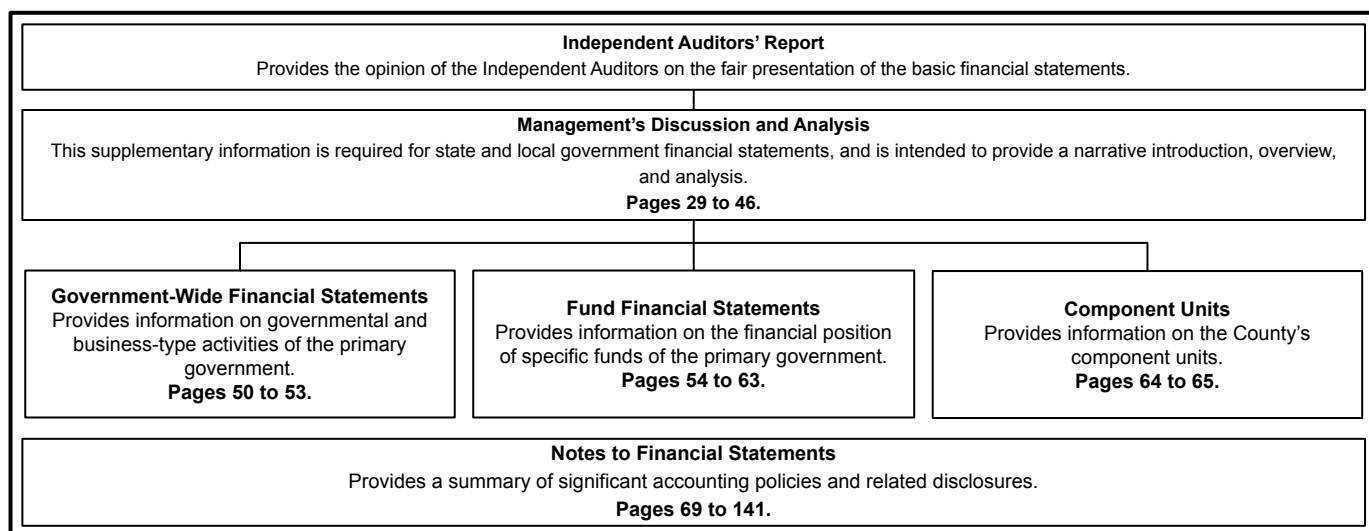 Independent Auditors’ Report
Provides the opinion of the Independent Auditors on the fair presentation of the basic financial statements.
Management’s Discussion and Analysis
This supplementary information is required for state and local government financial statements, and is intended to provide a narrative introduction, overview,
and analysis.
Pages 29 to 46.
Government-Wide Financial Statements
Provides information on governmental and
business-type activities of the primary
government.
Pages 50 to 53.
Fund Financial Statements
Provides information on the financial position
of specific funds of the primary government.
Pages 54 to 63.
Component Units
Provides information on the County’s
component units.
Pages 64 to 65.
Notes to Financial Statements
Provides a summary of significant accounting policies and related disclosures.
Pages 69 to 141.